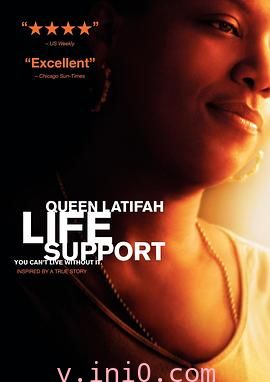 “★★★★”
– US Weekly
“Excellent”
– Chicago Sun-Times
QUEEN LATIFAH
LIFE
SUPPORT
YOU CAN'T LIVE WITHOUT IT.
INSPIRED BY A TRUE STORY
v.ini0.com